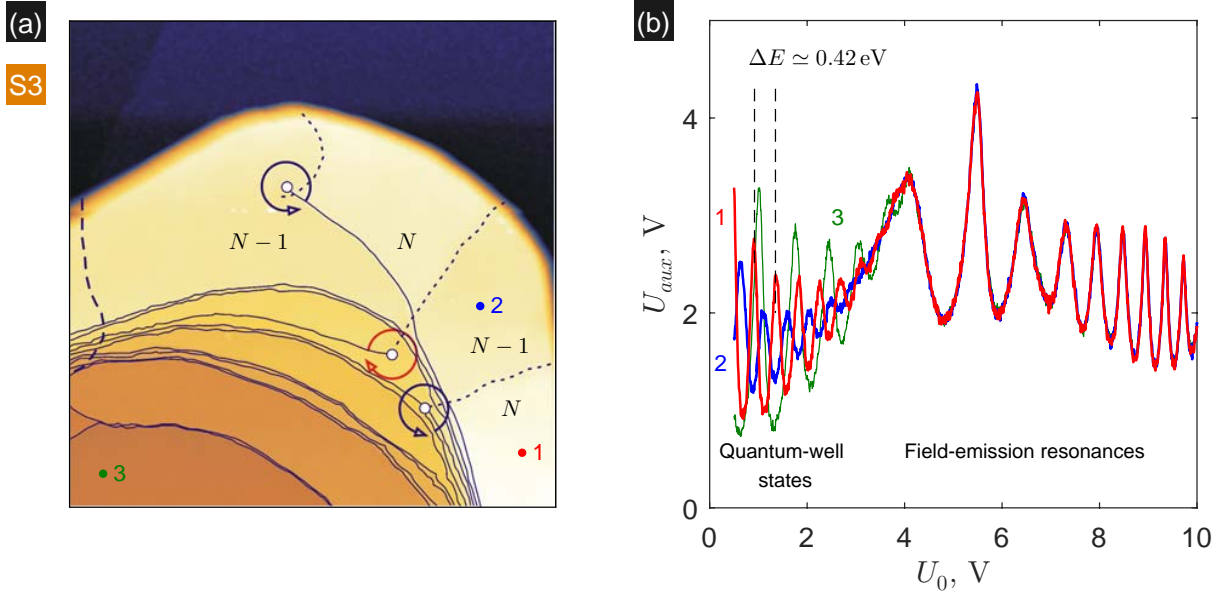 (a)
S3
N − 1
N
2
N − 1
N
1
3
(b)
ΔE ≃ 0.42 eV
1
2
3
Quantum-well
states
Field-emission resonances
U_aux, V
0
2
4
0
2
4
6
8
10
U_0, V